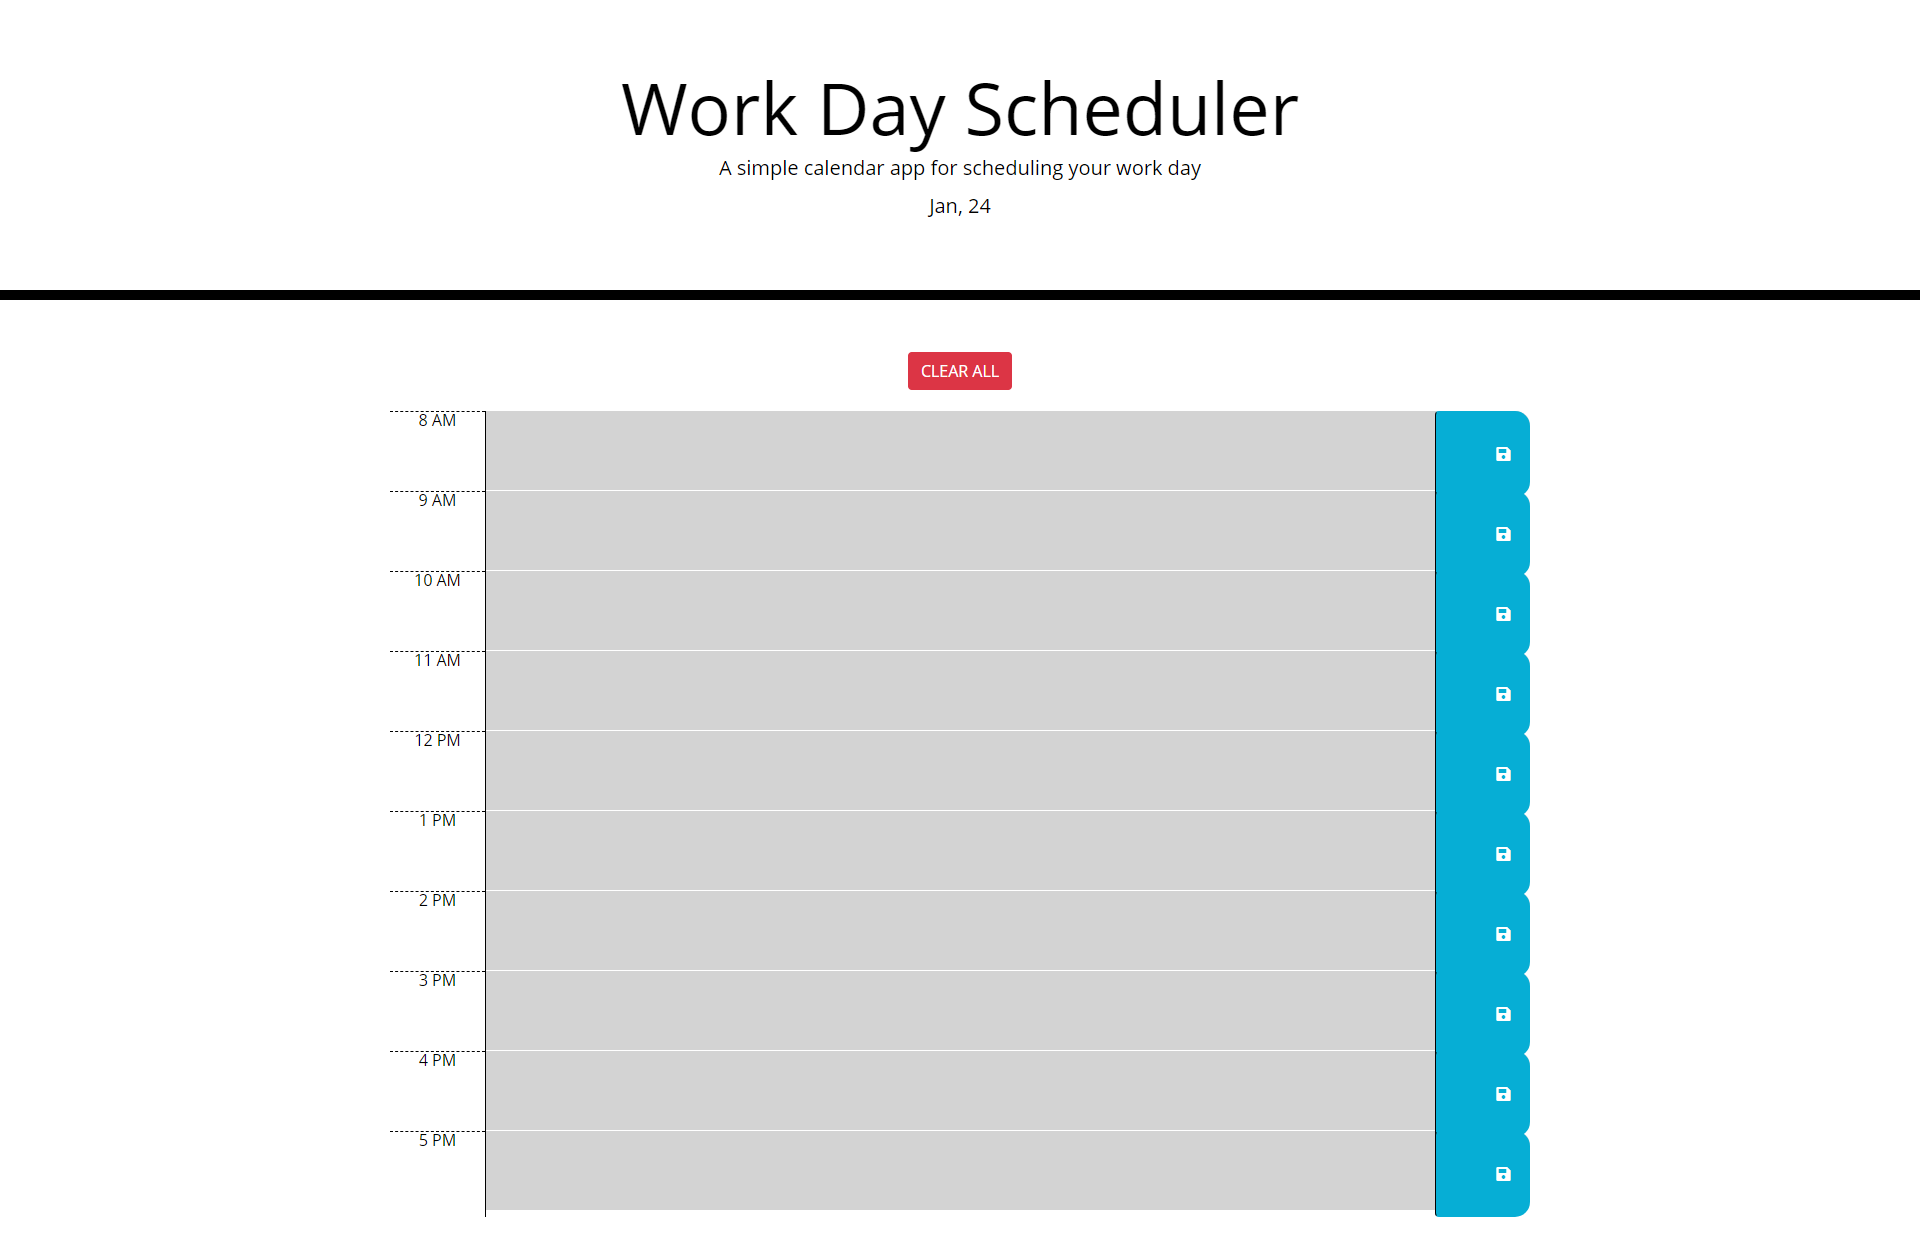 Work Day Scheduler
A simple calendar app for scheduling your work day
Jan, 24
CLEAR ALL
8 AM
9 AM
10 AM
11 AM
12 PM
1 PM
2 PM
3 PM
4 PM
5 PM